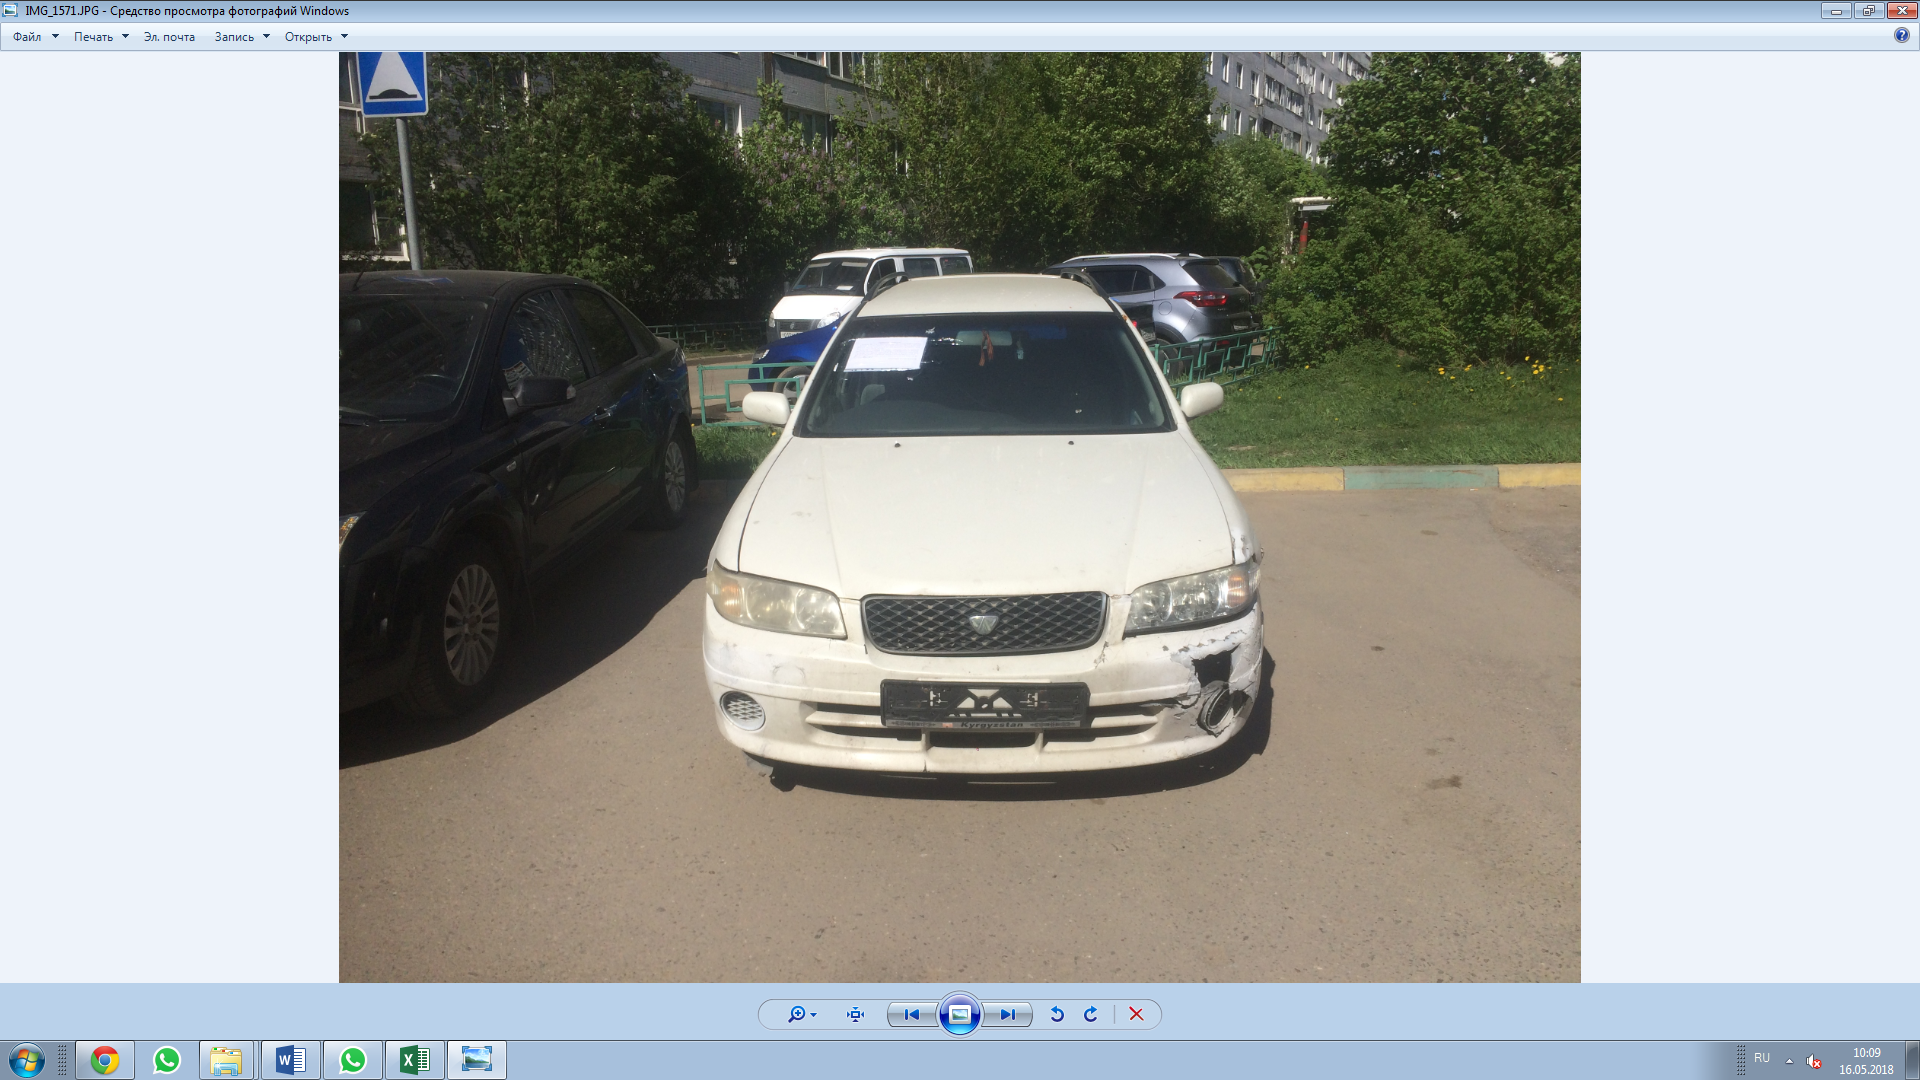 IMG_1571.JPG - Средство просмотра фотографий Windows
Файл Печать Эл. почта Запись Открыть
Kyrgyzstan
RU
10:09
16.05.2018